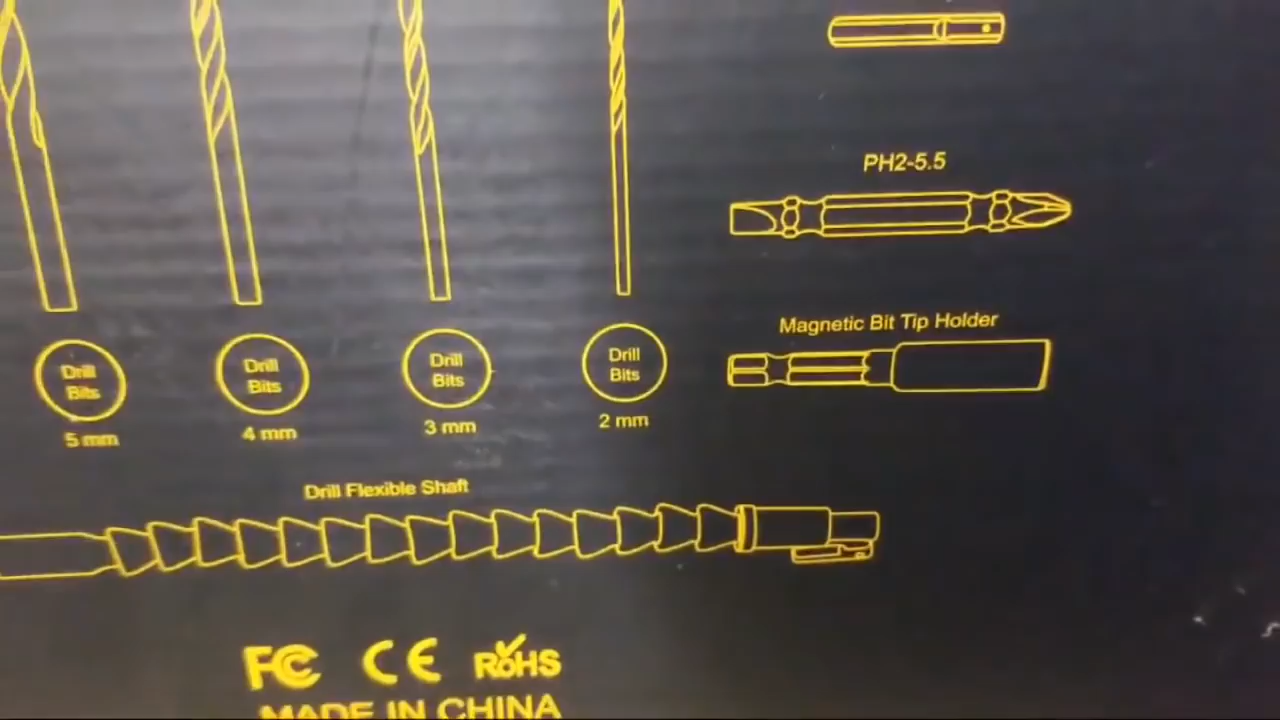 PH2-5.5
Magnetic Bit Tip Holder
Drill
Bits
5 mm
Drill
Bits
4 mm
Drill
Bits
3 mm
Drill
Bits
2 mm
Drill Flexible Shaft
FC CE RoHS
MADE IN CHINA